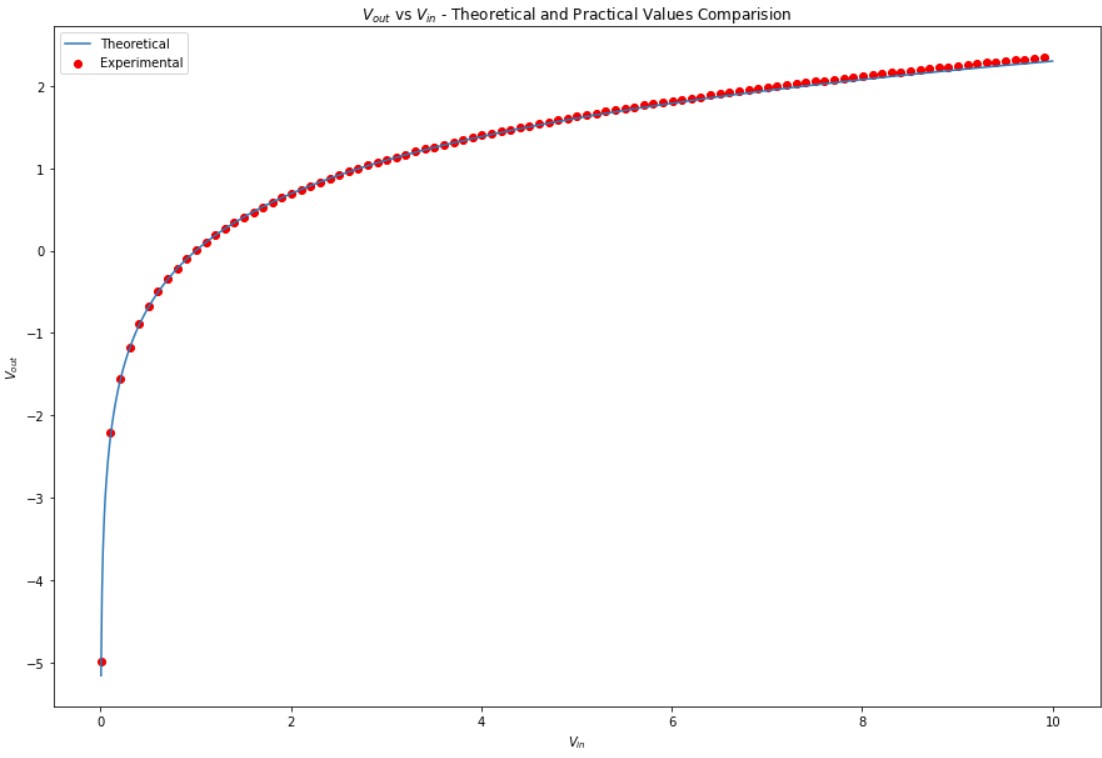 V_out vs V_in - Theoretical and Practical Values Comparision
Theoretical
Experimental
2
1
0
−1
−2
−3
−4
−5
V_out
0 2 4 6 8 10
V_in